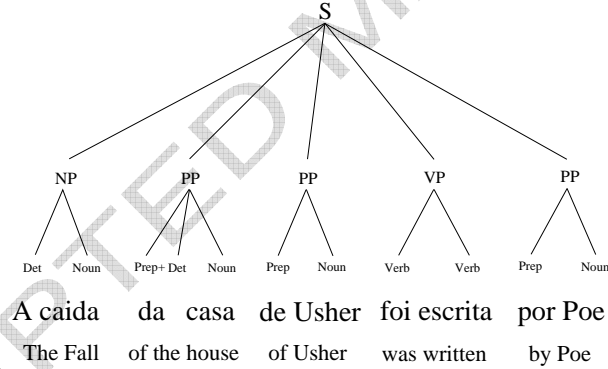 S
NP PP PP VP PP
Det Noun Prep+ Det Noun Prep Noun Verb Verb Prep Noun
A caida da casa de Usher foi escrita por Poe
The Fall of the house of Usher was written by Poe